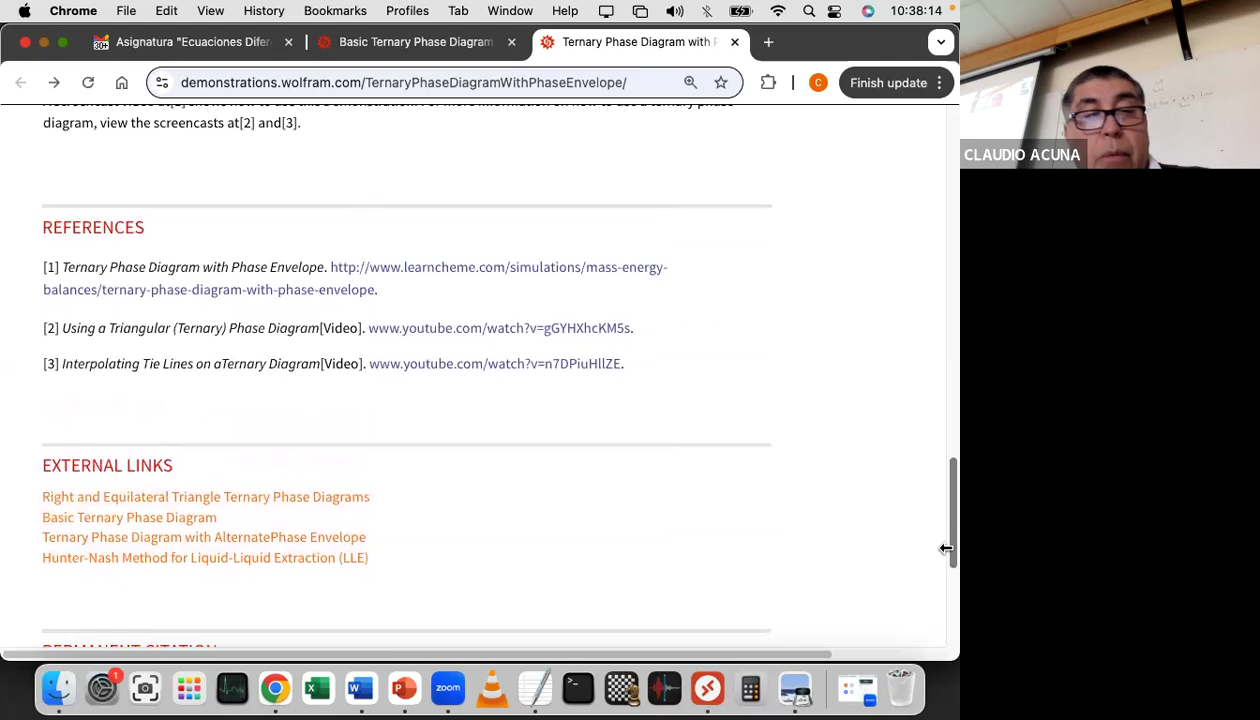 Chrome File Edit View History Bookmarks Profiles Tab Window Help 10:38:14
30+ Asignatura "Ecuaciones Difer Basic Ternary Phase Diagram Ternary Phase Diagram with P
demonstrations.wolfram.com/TernaryPhaseDiagramWithPhaseEnvelope/ C Finish update
diagram, view the screencasts at[2] and[3].
REFERENCES
[1] Ternary Phase Diagram with Phase Envelope. http://www.learncheme.com/simulations/mass-energy-
balances/ternary-phase-diagram-with-phase-envelope.
[2] Using a Triangular (Ternary) Phase Diagram[Video]. www.youtube.com/watch?v=gGYHXhcKM5s.
[3] Interpolating Tie Lines on aTernary Diagram[Video]. www.youtube.com/watch?v=n7DPiuHllZE.
EXTERNAL LINKS
Right and Equilateral Triangle Ternary Phase Diagrams
Basic Ternary Phase Diagram
Ternary Phase Diagram with AlternatePhase Envelope
Hunter-Nash Method for Liquid-Liquid Extraction (LLE)
PERMANENT CITATION
1
zoom
CLAUDIO ACUNA